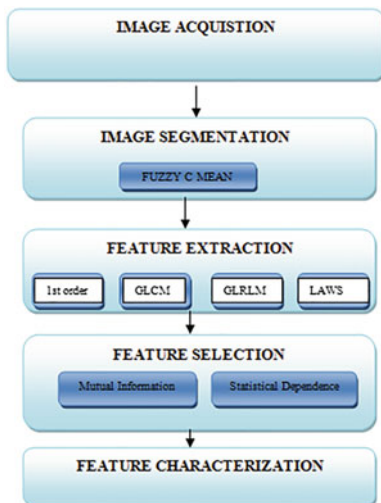 IMAGE ACQUISTION
IMAGE SEGMENTATION
FUZZY C MEAN
FEATURE EXTRACTION
1st order GLCM GLRLM LAWS
FEATURE SELECTION
Mutual Information Statistical Dependence
FEATURE CHARACTERIZATION